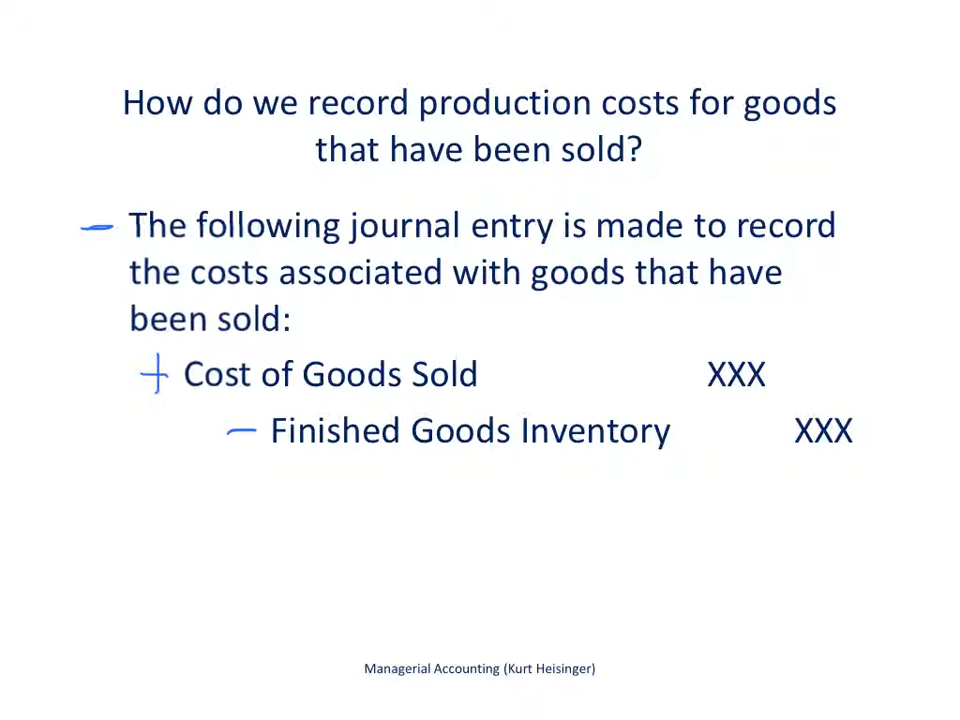 How do we record production costs for goods
that have been sold?
– The following journal entry is made to record
the costs associated with goods that have
been sold:
+ Cost of Goods Sold XXX
– Finished Goods Inventory XXX
Managerial Accounting (Kurt Heisinger)